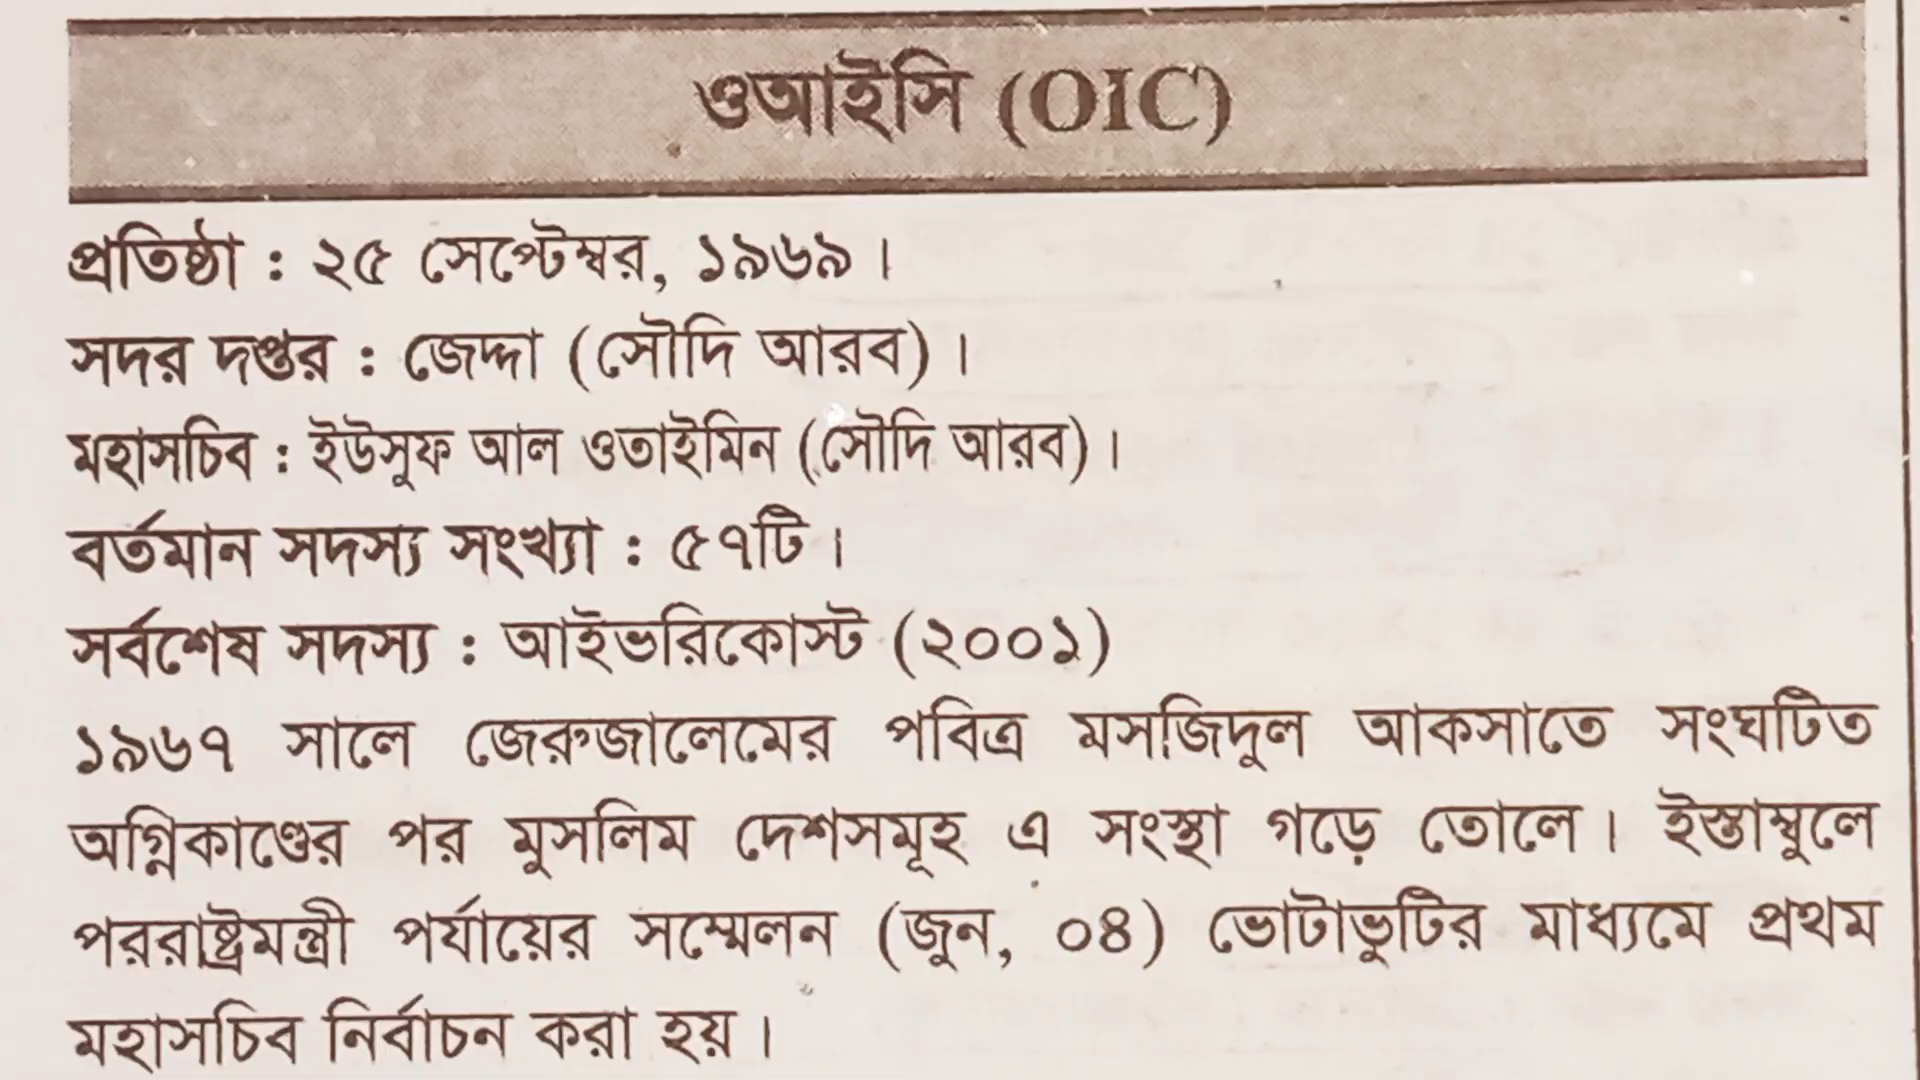 ওআইসি (OIC)
প্রতিষ্ঠা : ২৫ সেপ্টেম্বর, ১৯৬৯।
সদর দপ্তর : জেদ্দা (সৌদি আরব)।
মহাসচিব : ইউসুফ আল ওতাইমিন (সৌদি আরব)।
বর্তমান সদস্য সংখ্যা : ৫৭টি।
সর্বশেষ সদস্য : আইভরিকোস্ট (২০০১)
১৯৬৭ সালে জেরুজালেমের পবিত্র মসজিদুল আকসাতে সংঘটিত
অগ্নিকাণ্ডের পর মুসলিম দেশসমূহ এ সংস্থা গড়ে তোলে। ইস্তাম্বুলে
পররাষ্ট্রমন্ত্রী পর্যায়ের সম্মেলন (জুন, ০৪) ভোটাভুটির মাধ্যমে প্রথম
মহাসচিব নির্বাচন করা হয়।